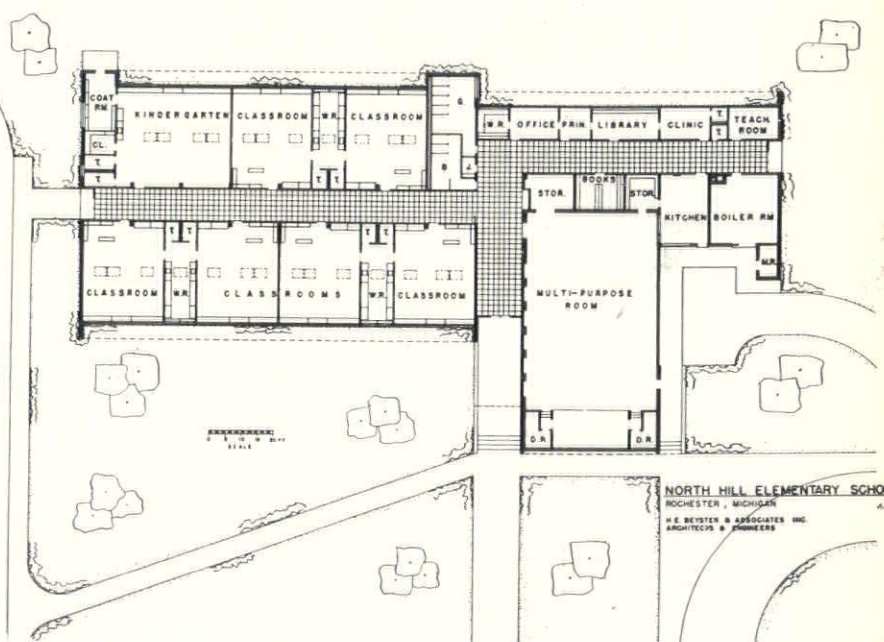 COAT
RM.
KINDERGARTEN
CLASSROOM
W.R.
CLASSROOM
G.
CL.
T.
T.
T.
T.
B.
J.
W.R.
OFFICE
PRIN.
LIBRARY
CLINIC
T.
T.
TEACH.
ROOM
STOR.
BOOKS
STOR.
KITCHEN
BOILER RM
M.R.
T.
T.
T.
T.
CLASSROOM
W.R.
CLASSROOMS
W.R.
CLASSROOM
MULTI-PURPOSE
ROOM
D.R.
D.R.
SCALE
NORTH HILL ELEMENTARY SCHO
ROCHESTER, MICHIGAN
H.E. BEYSTER & ASSOCIATES INC.
ARCHITECTS & ENGINEERS